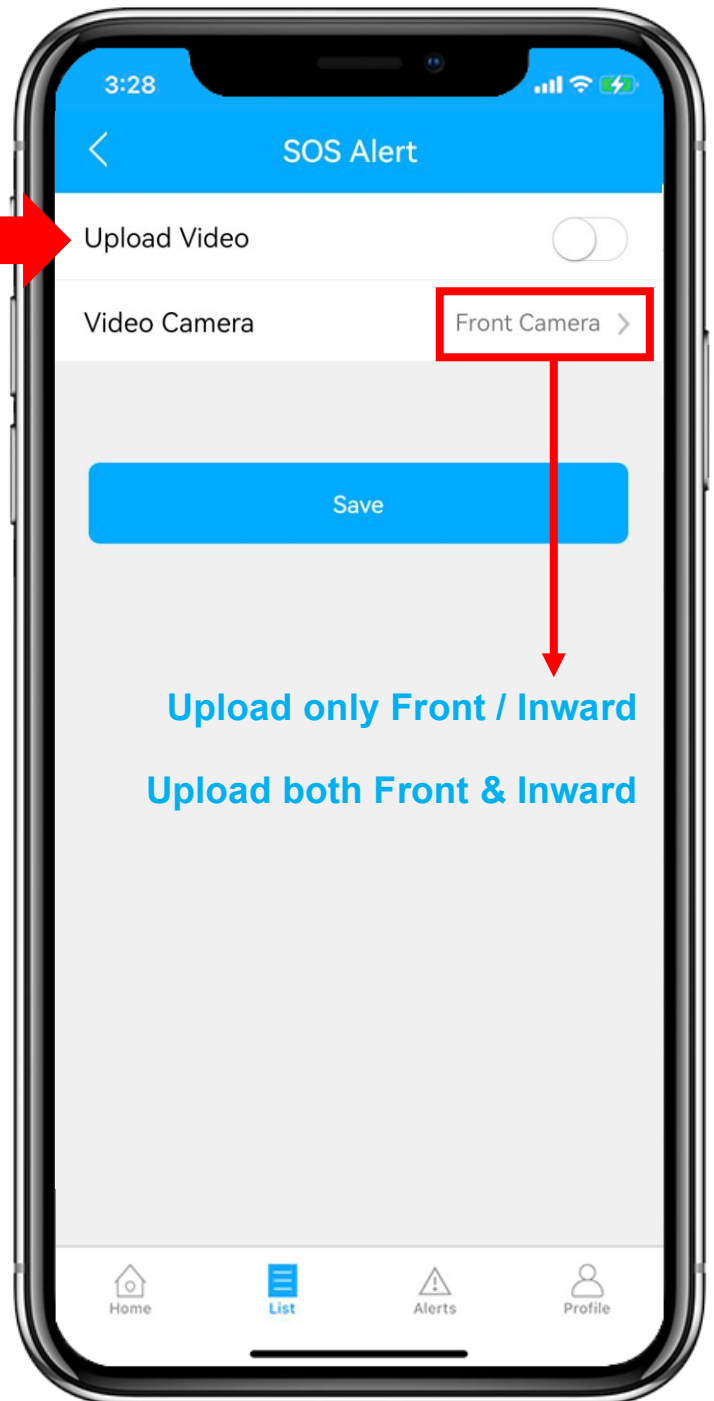 3:28
SOS Alert
Upload Video
Video Camera
Front Camera
Save
Upload only Front / Inward
Upload both Front & Inward
Home
List
Alerts
Profile